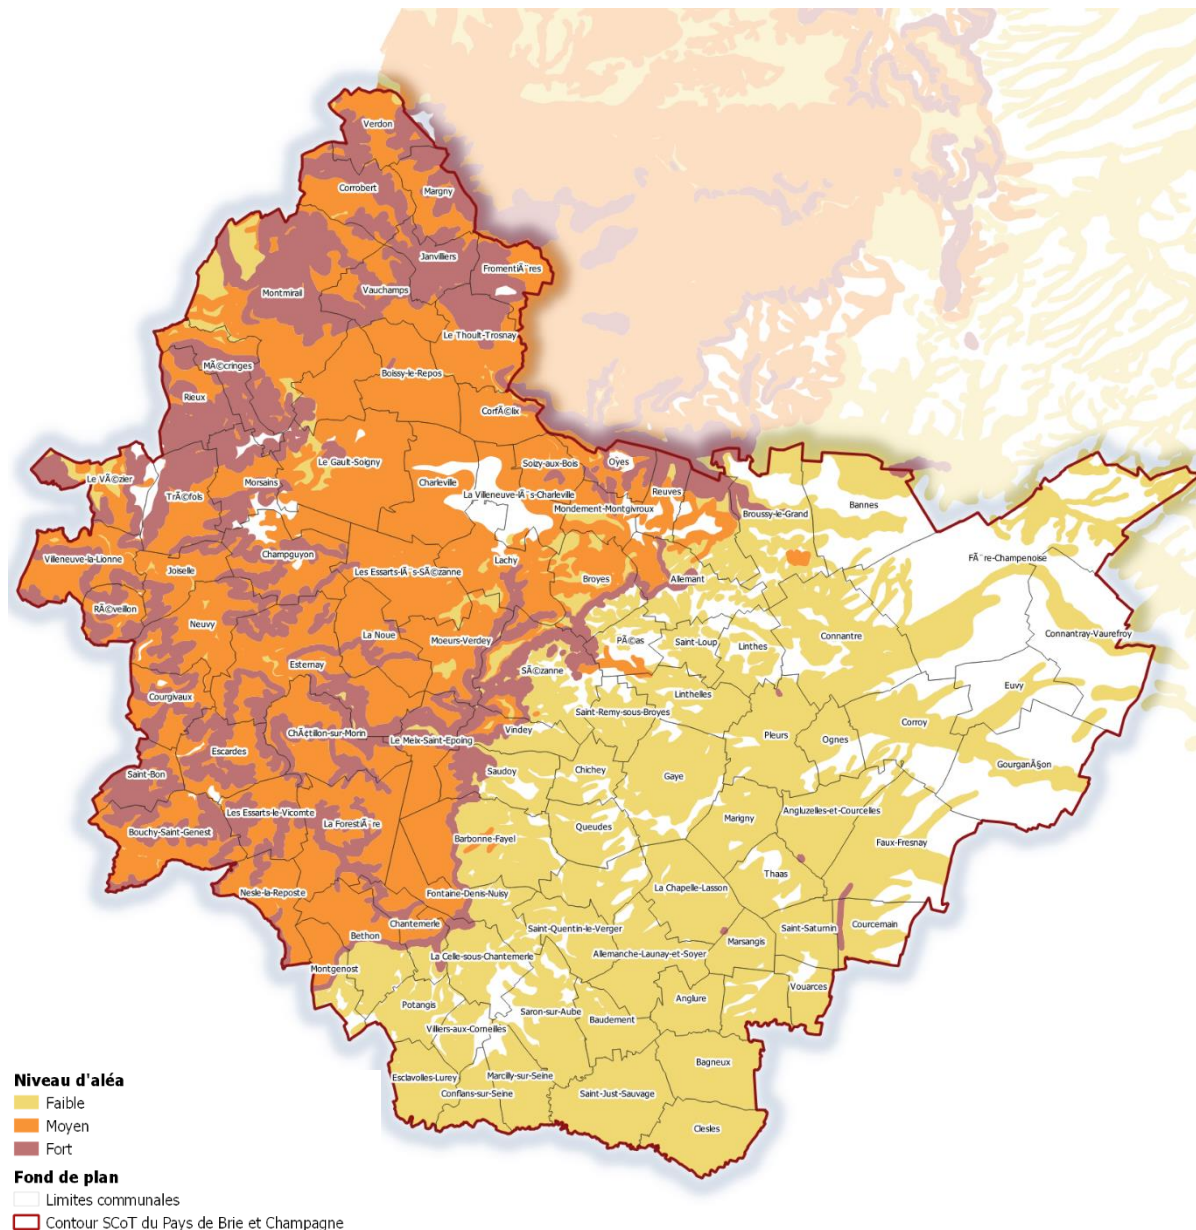 Verdon
Corrobert
Margny
Janvilliers
FromentiÃ¨res
Montmirail
Vauchamps
Le Thoult-Trosnay
MÃ©cringes
Boissy-le-Repos
Rieux
CorfÃ©lix
Le Gault-Soigny
Soizy-aux-Bois
Oyes
Le VÃ©zier
Morsains
Charleville
Reuves
TrÃ©fols
La Villeneuve-lÃ¨s-Charleville
Mondement-Montgivroux
Broussy-le-Grand
Bannes
Villeneuve-la-Lionne
Champguyon
Lachy
FÃ¨re-Champenoise
Joiselle
Les Essarts-lÃ¨s-SÃ©zanne
Broyes
Allemant
RÃ©veillon
Neuvy
La Noue
Moeurs-Verdey
PÃ©as
Saint-Loup
Linthes
Connantre
Connantray-Vaurefroy
Esternay
SÃ©zanne
Euvy
Courgivaux
Linthelles
Saint-Remy-sous-Broyes
Corroy
ChÃ¢tillon-sur-Morin
Le Meix-Saint-Epoing
Vindey
Pleurs
Ognes
Escardes
GourganÃ§on
Saint-Bon
Saudoy
Chichey
Gaye
Les Essarts-le-Vicomte
La ForestiÃ¨re
Angluzelles-et-Courcelles
Bouchy-Saint-Genest
Queudes
Marigny
Barbonne-Fayel
Faux-Fresnay
Thaas
Nesle-la-Reposte
Fontaine-Denis-Nuisy
La Chapelle-Lasson
Chantemerle
Saint-Quentin-le-Verger
Saint-Saturnin
Courcemain
Bethon
Marsangis
La Celle-sous-Chantemerle
Allemanche-Launay-et-Soyer
Montgenost
Vouarces
Potangis
Anglure
Saron-sur-Aube
Baudement
Villiers-aux-Corneilles
Bagneux
Esclavolles-Lurey
Marcilly-sur-Seine
Conflans-sur-Seine
Saint-Just-Sauvage
Clesles
Niveau d'aléa
Faible
Moyen
Fort
Fond de plan
Limites communales
Contour SCoT du Pays de Brie et Champagne